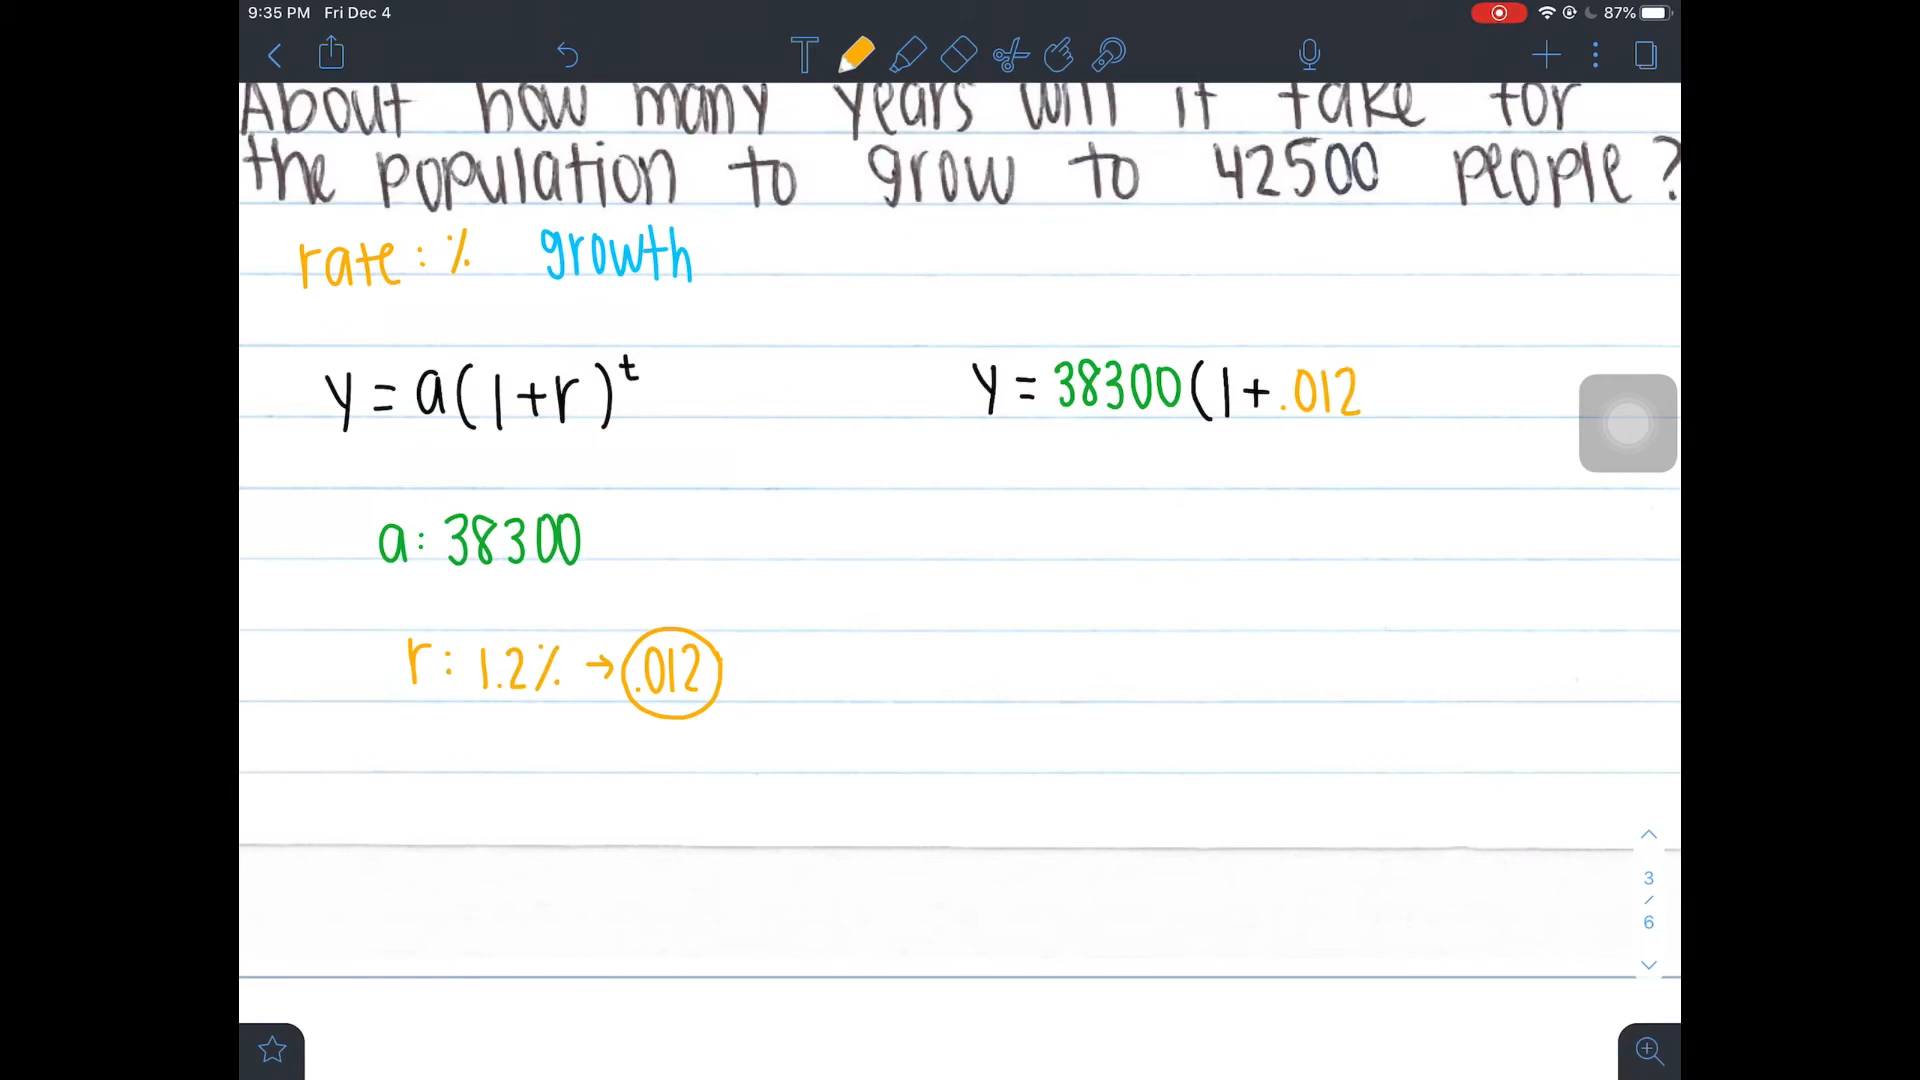 9:35 PM Fri Dec 4 87%
T
About how many years will it take for
the population to grow to 42500 people?
rate: % growth
y = a(1+r)^t
y = 38300(1+.012
a: 38300
r: 1.2% → .012
3
/
6